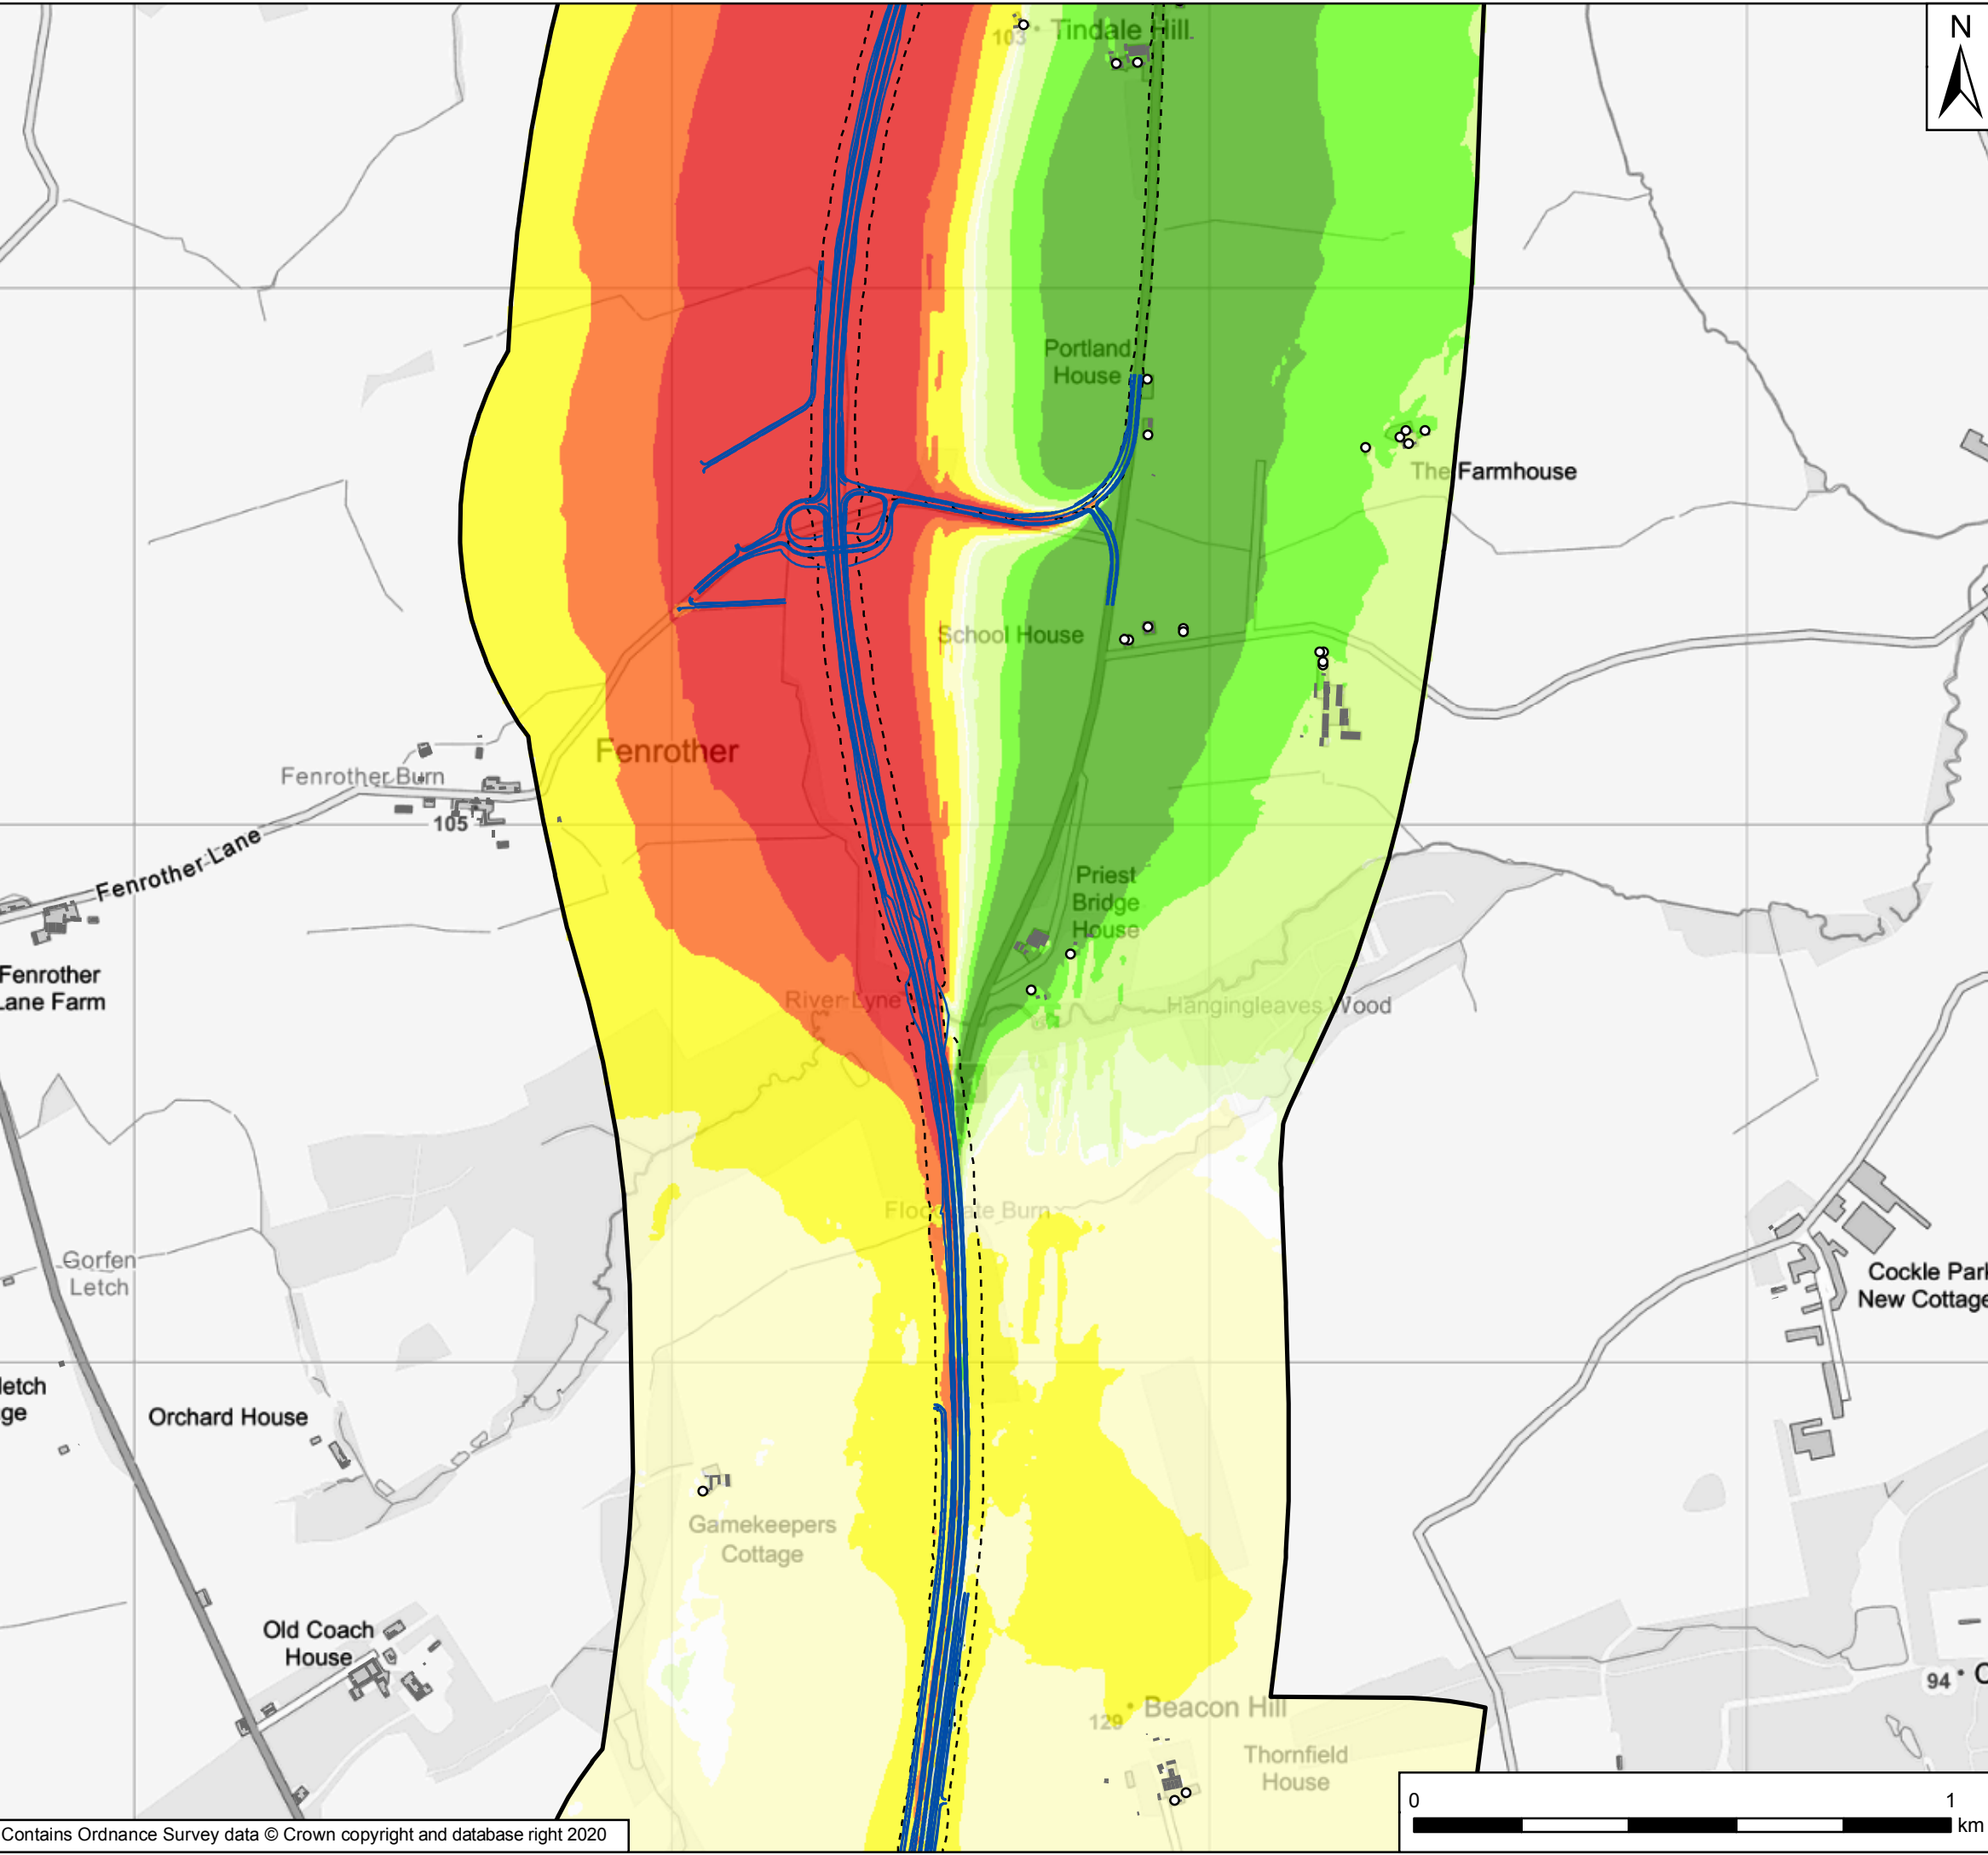 N
103
Tindale Hill
Portland
House
The Farmhouse
School House
Fenrother
Fenrother Burn
105
Fenrother Lane
Priest
Bridge
House
Fenrother
Lane Farm
River Lyne
Hangingleaves Wood
Floodgate Burn
Gorfen
Letch
Cockle Park
New Cottage
letch
ge
Orchard House
Gamekeepers
Cottage
Old Coach
House
94
C
Beacon Hill
129
Thornfield
House
0 1
km
Contains Ordnance Survey data © Crown copyright and database right 2020